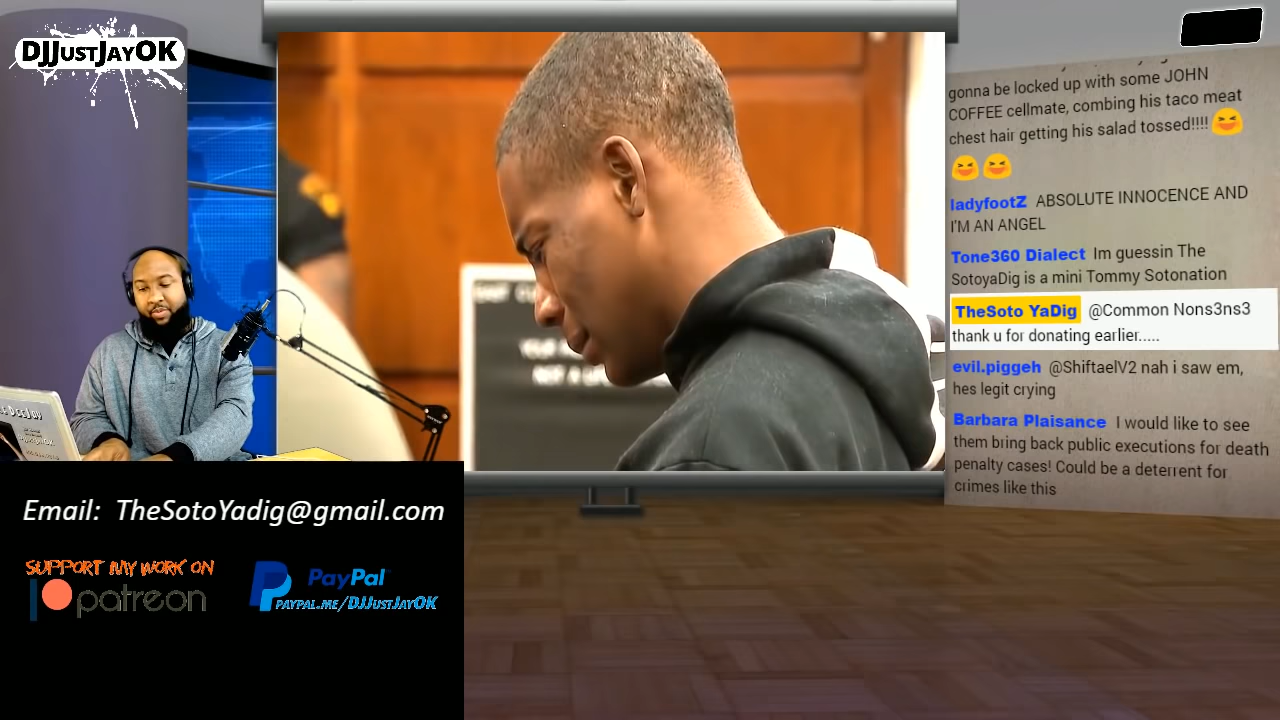 DJJUSTJAYOK
gonna be locked up with some JOHN
COFFEE cellmate, combing his taco meat
chest hair getting his salad tossed!!!! 😆
😆 😆
ladyfootZ ABSOLUTE INNOCENCE AND
I'M AN ANGEL
Tone360 Dialect Im guessin The
SotoyaDig is a mini Tommy Sotonation
TheSoto YaDig @Common Nons3ns3
thank u for donating earlier.....
evil.piggeh @ShiftaelV2 nah i saw em,
hes legit crying
Barbara Plaisance I would like to see
them bring back public executions for death
penalty cases! Could be a deterrent for
crimes like this
Email: TheSotoYadig@gmail.com
SUPPORT MY WORK ON
patreon
PayPal
PAYPAL.ME/DJJUSTJAYOK